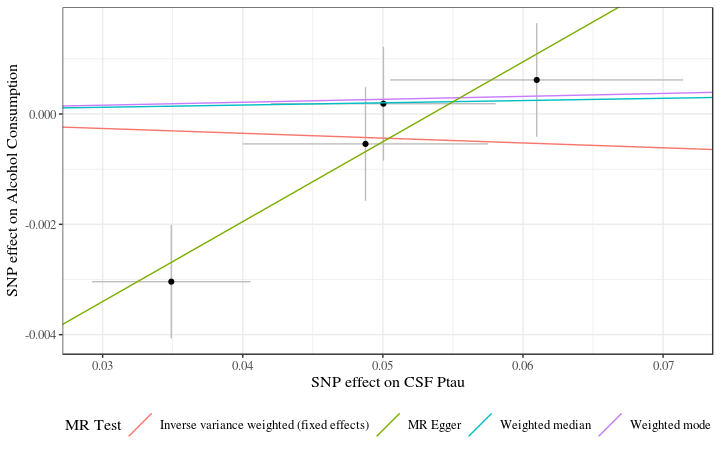 SNP effect on Alcohol Consumption
0.000
-0.002
-0.004
0.03 0.04 0.05 0.06 0.07
SNP effect on CSF Ptau
MR Test Inverse variance weighted (fixed effects) MR Egger Weighted median Weighted mode